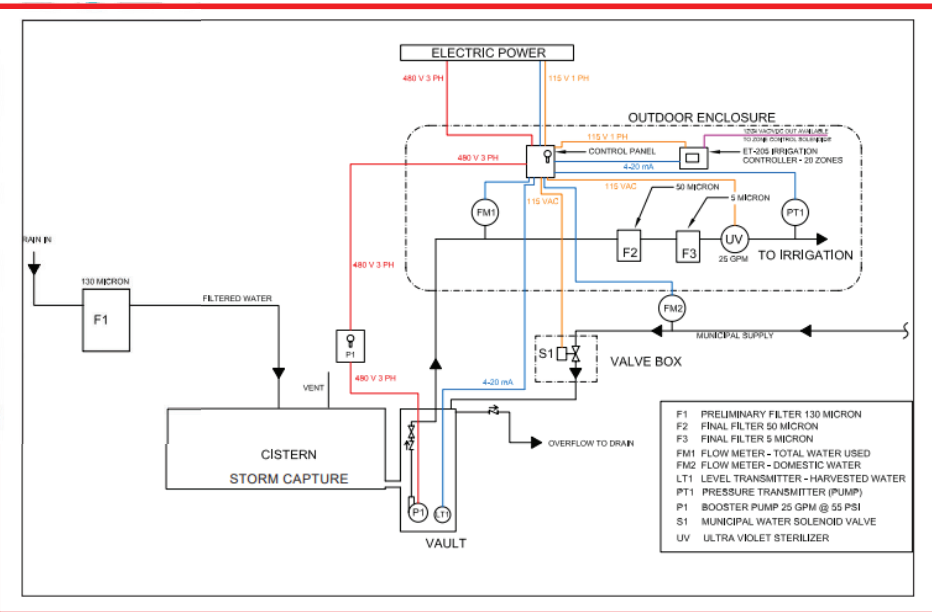 ELECTRIC POWER
480 V 3 PH
115 V 1 PH
OUTDOOR ENCLOSURE
115 V 1 PH
TO ZONE CONTROL SOLENOIDS
CONTROL PANEL
ET-205 IRRIGATION
CONTROLLER - 20 ZONES
480 V 3 PH
4-20 mA
115 VAC
115 VAC
50 MICRON
5 MICRON
FM1
PT1
F2
F3
UV
25 GPM
TO IRRIGATION
RAIN IN
480 V 3 PH
130 MICRON
F1
FILTERED WATER
FM2
MUNICIPAL SUPPLY
P1
S1
VALVE BOX
480 V 3 PH
4-20 mA
VENT
CISTERN
STORM CAPTURE
OVERFLOW TO DRAIN
P1
LT1
VAULT
F1 PRELIMINARY FILTER 130 MICRON
F2 FINAL FILTER 50 MICRON
F3 FINAL FILTER 5 MICRON
FM1 FLOW METER - TOTAL WATER USED
FM2 FLOW METER - DOMESTIC WATER
LT1 LEVEL TRANSMITTER - HARVESTED WATER
PT1 PRESSURE TRANSMITTER (PUMP)
P1 BOOSTER PUMP 25 GPM @ 55 PSI
S1 MUNICIPAL WATER SOLENOID VALVE
UV ULTRA VIOLET STERILIZER